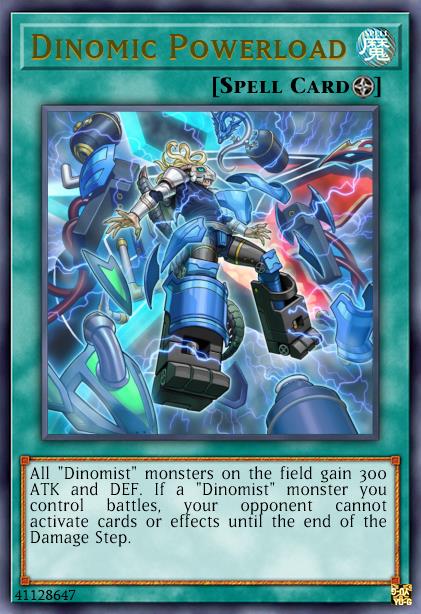 Dinomic Powerload
SPELL
魔
[Spell Card]
All "Dinomist" monsters on the field gain 300
ATK and DEF. If a "Dinomist" monster you
control battles, your opponent cannot
activate cards or effects until the end of the
Damage Step.
41128647